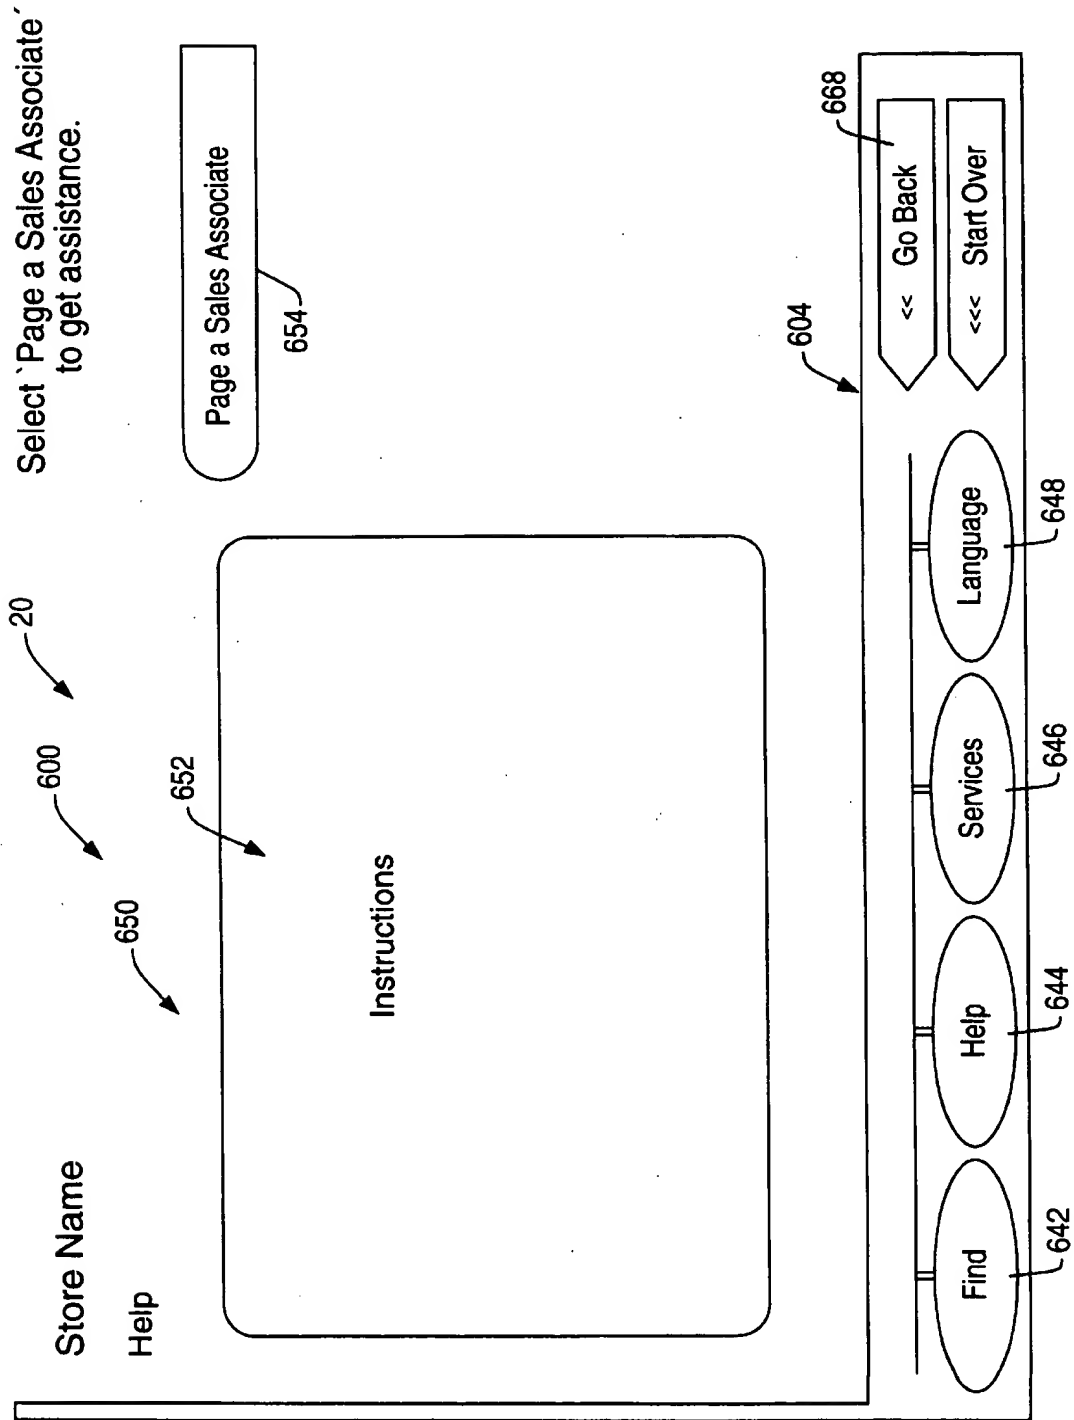 Store Name
Help
Select `Page a Sales Associate´
to get assistance.
20
600
650
652
Instructions
Page a Sales Associate
654
604
668
<< Go Back
<<< Start Over
Find
Help
Services
Language
642
644
646
648